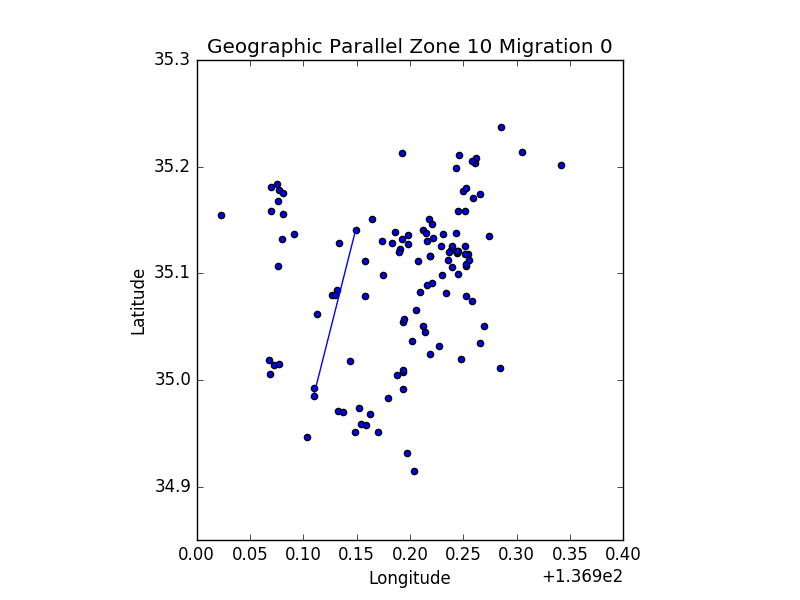 Geographic Parallel Zone 10 Migration 0
35.3
35.2
35.1
35.0
34.9
Latitude
0.00 0.05 0.10 0.15 0.20 0.25 0.30 0.35 0.40
Longitude
+1.369e2